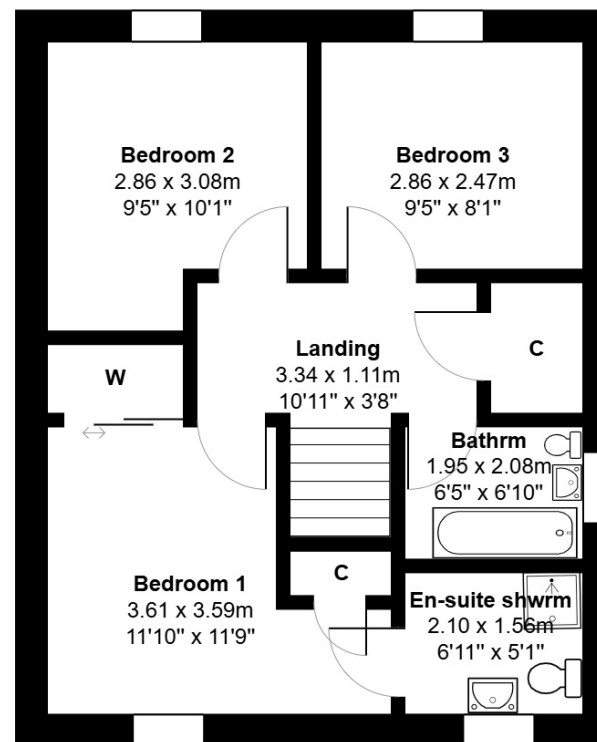 Bedroom 2
2.86 x 3.08m
9'5" x 10'1"
Bedroom 3
2.86 x 2.47m
9'5" x 8'1"
Landing
3.34 x 1.11m
10'11" x 3'8"
C
W
Bathrm
1.95 x 2.08m
6'5" x 6'10"
Bedroom 1
3.61 x 3.59m
11'10" x 11'9"
C
En-suite shwrm
2.10 x 1.56m
6'11" x 5'1"